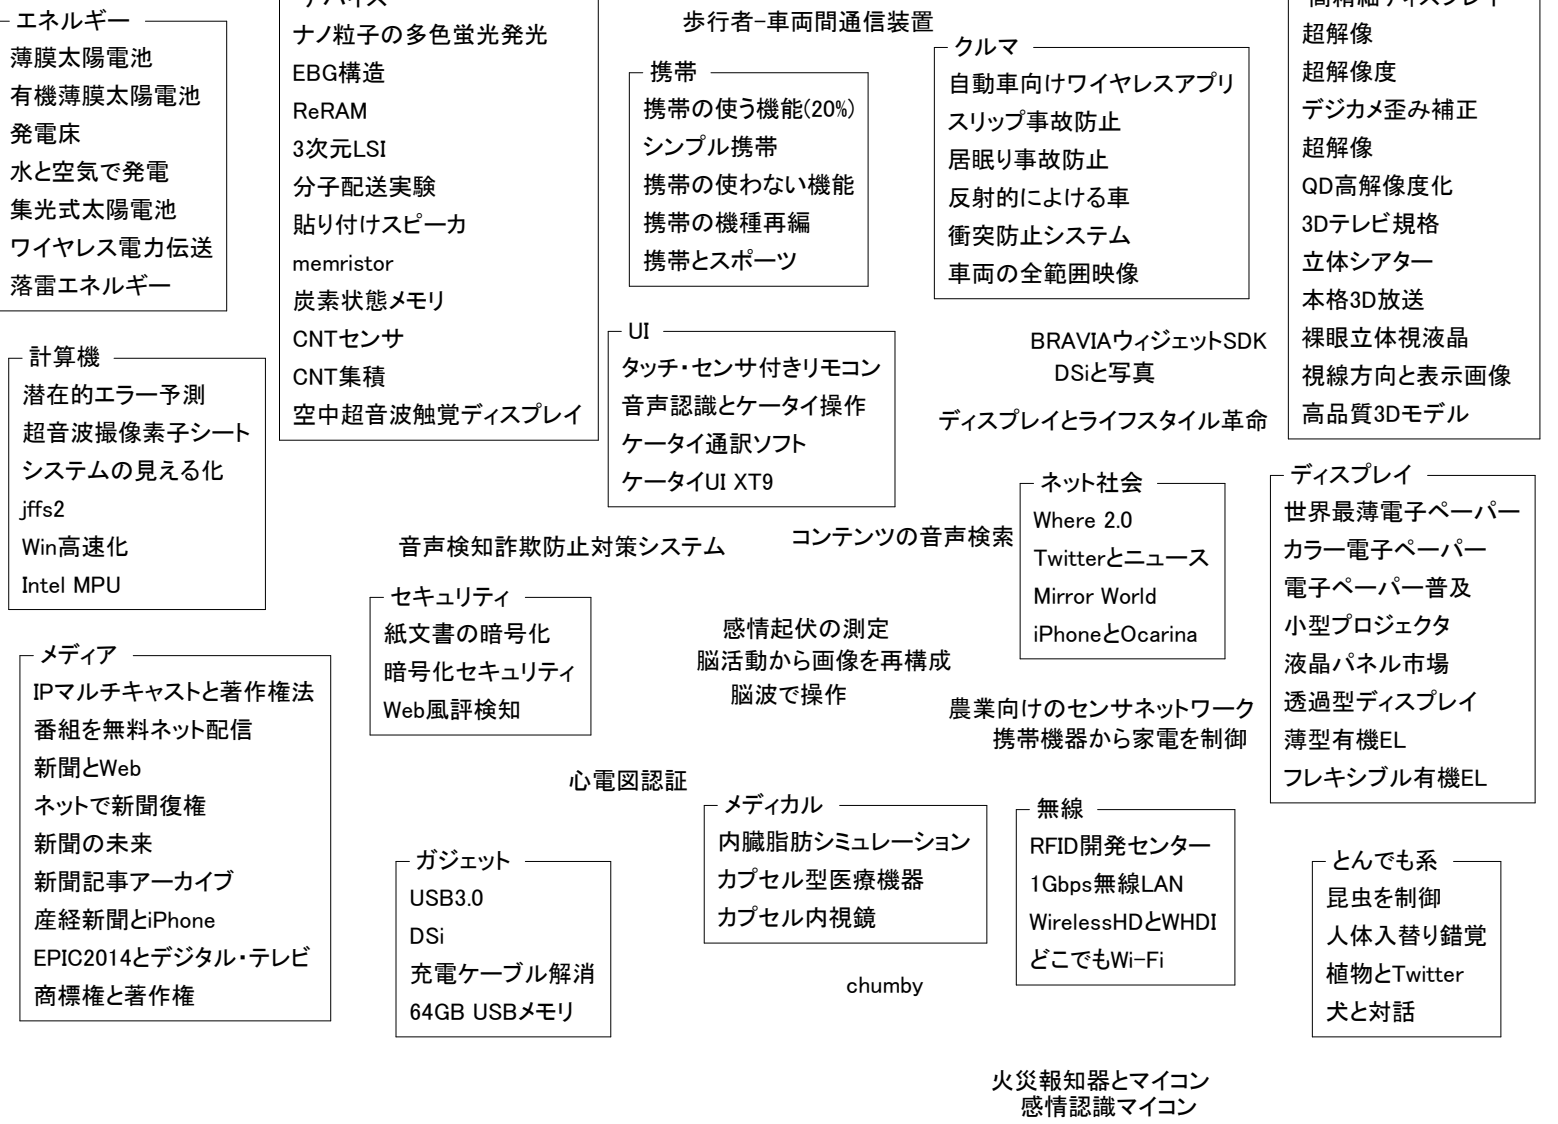 エネルギー
薄膜太陽電池
有機薄膜太陽電池
発電床
水と空気で発電
集光式太陽電池
ワイヤレス電力伝送
落雷エネルギー
計算機
潜在的エラー予測
超音波撮像素子シート
システムの見える化
jffs2
Win高速化
Intel MPU
メディア
IPマルチキャストと著作権法
番組を無料ネット配信
新聞とWeb
ネットで新聞復権
新聞の未来
新聞記事アーカイブ
産経新聞とiPhone
EPIC2014とデジタル・テレビ
商標権と著作権
デバイス
ナノ粒子の多色蛍光発光
EBG構造
ReRAM
3次元LSI
分子配送実験
貼り付けスピーカ
memristor
炭素状態メモリ
CNTセンサ
CNT集積
空中超音波触覚ディスプレイ
音声検知詐欺防止対策システム
セキュリティ
紙文書の暗号化
暗号化セキュリティ
Web風評検知
心電図認証
ガジェット
USB3.0
DSi
充電ケーブル解消
64GB USBメモリ
歩行者-車両間通信装置
携帯
携帯の使う機能(20%)
シンプル携帯
携帯の使わない機能
携帯の機種再編
携帯とスポーツ
UI
タッチ・センサ付きリモコン
音声認識とケータイ操作
ケータイ通訳ソフト
ケータイUI XT9
コンテンツの音声検索
感情起伏の測定
脳活動から画像を再構成
脳波で操作
メディカル
内臓脂肪シミュレーション
カプセル型医療機器
カプセル内視鏡
chumby
クルマ
自動車向けワイヤレスアプリ
スリップ事故防止
居眠り事故防止
反射的によける車
衝突防止システム
車両の全範囲映像
BRAVIAウィジェットSDK
DSiと写真
ディスプレイとライフスタイル革命
ネット社会
Where 2.0
Twitterとニュース
Mirror World
iPhoneとOcarina
農業向けのセンサネットワーク
携帯機器から家電を制御
無線
RFID開発センター
1Gbps無線LAN
WirelessHDとWHDI
どこでもWi-Fi
火災報知器とマイコン
感情認識マイコン
高精細ディスプレイ
超解像
超解像度
デジカメ歪み補正
超解像
QD高解像度化
3Dテレビ規格
立体シアター
本格3D放送
裸眼立体視液晶
視線方向と表示画像
高品質3Dモデル
ディスプレイ
世界最薄電子ペーパー
カラー電子ペーパー
電子ペーパー普及
小型プロジェクタ
液晶パネル市場
透過型ディスプレイ
薄型有機EL
フレキシブル有機EL
とんでも系
昆虫を制御
人体入替り錯覚
植物とTwitter
犬と対話